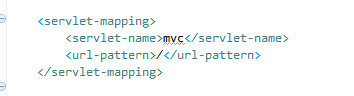 <servlet-mapping>
<servlet-name>mvc</servlet-name>
<url-pattern>/</url-pattern>
</servlet-mapping>